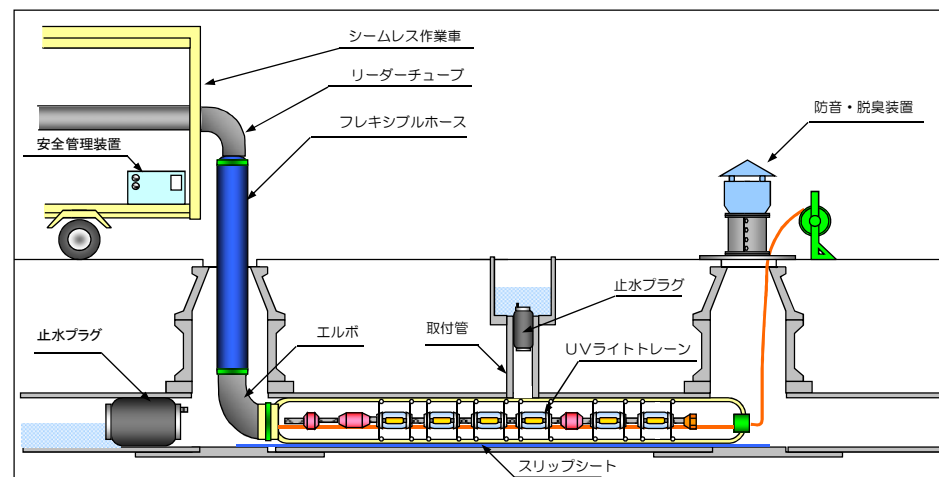 シームレス作業車
リーダーチューブ
フレキシブルホース
防音・脱臭装置
安全管理装置
止水プラグ
止水プラグ
エルボ
取付管
UVライトトレーン
スリップシート